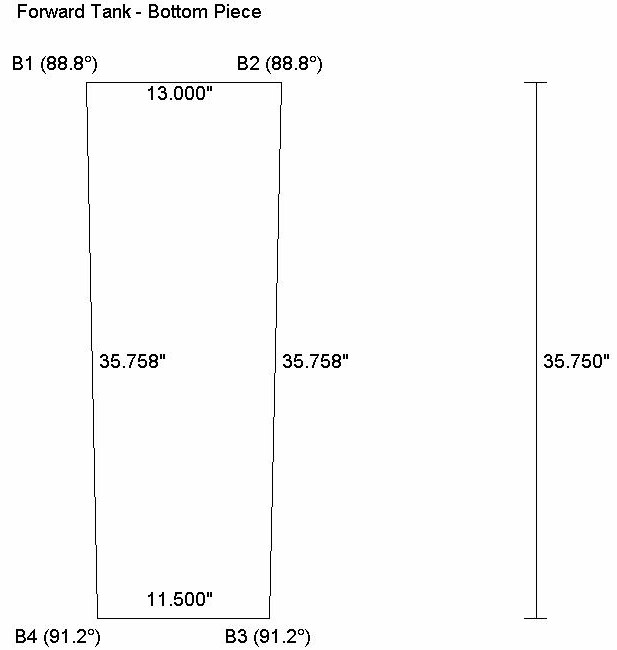 Forward Tank - Bottom Piece
B1 (88.8°) B2 (88.8°)
13.000"
35.758" 35.758" 35.750"
11.500"
B4 (91.2°) B3 (91.2°)